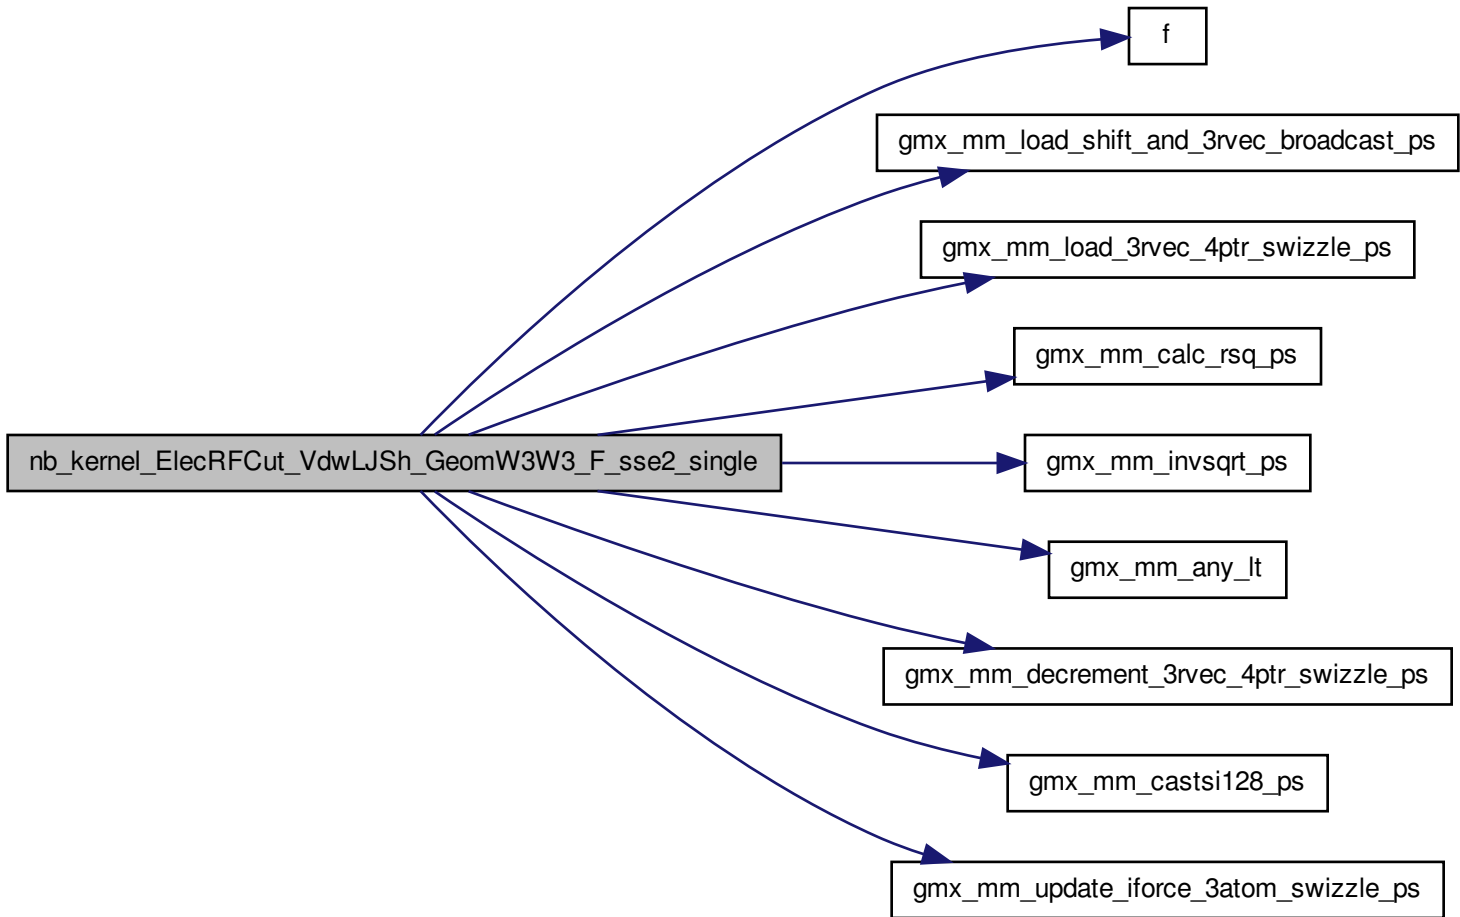 f
gmx_mm_load_shift_and_3rvec_broadcast_ps
gmx_mm_load_3rvec_4ptr_swizzle_ps
gmx_mm_calc_rsq_ps
nb_kernel_ElecRFCut_VdwLJSh_GeomW3W3_F_sse2_single
gmx_mm_invsqrt_ps
gmx_mm_any_lt
gmx_mm_decrement_3rvec_4ptr_swizzle_ps
gmx_mm_castsi128_ps
gmx_mm_update_iforce_3atom_swizzle_ps